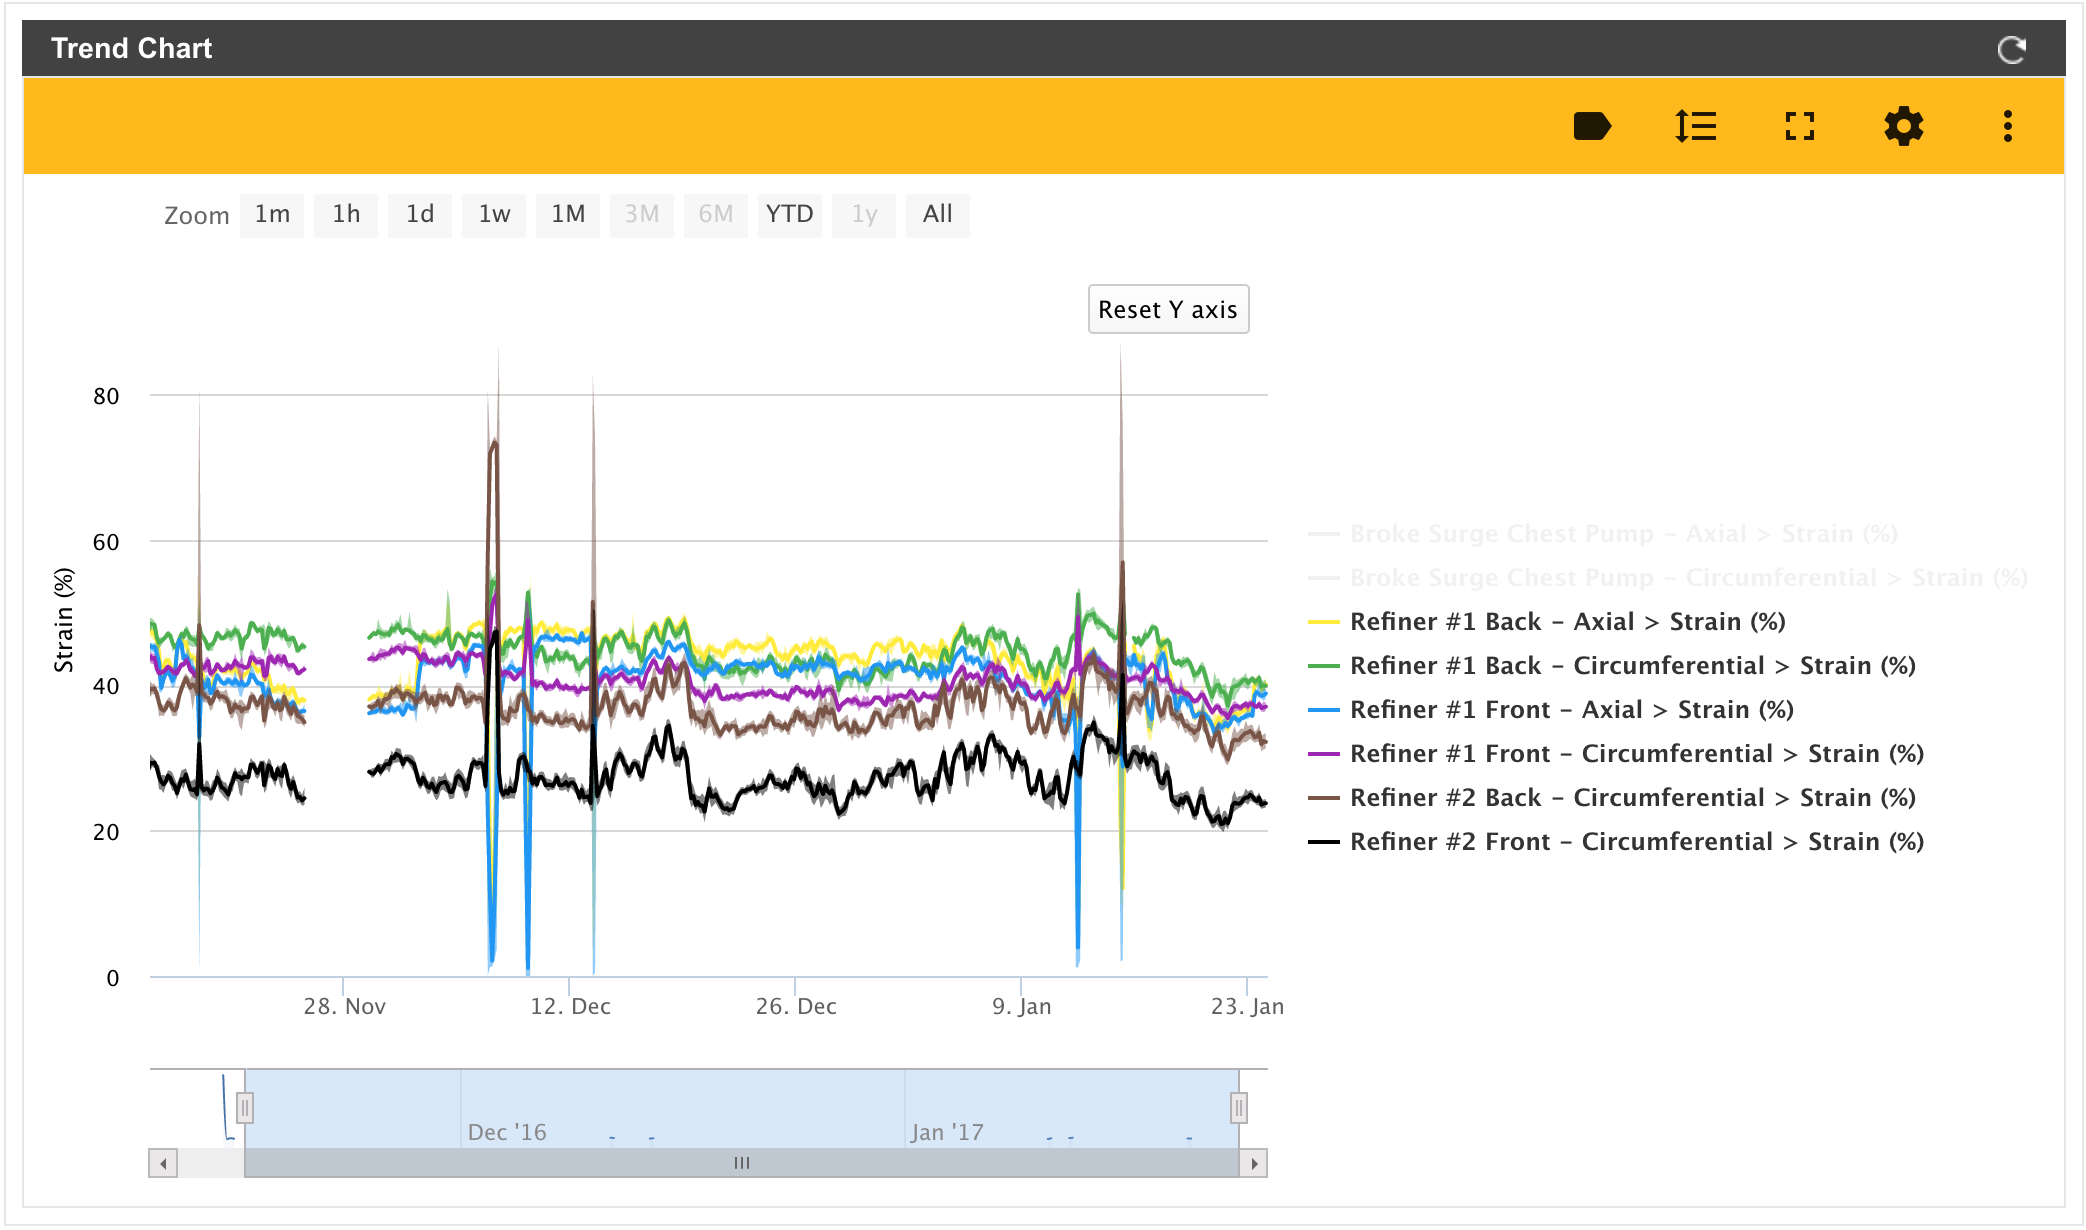 Trend Chart
Zoom 1m 1h 1d 1w 1M 3M 6M YTD 1y All
Reset Y axis
80
60
40
20
0
Strain (%)
28. Nov 12. Dec 26. Dec 9. Jan 23. Jan
Broke Surge Chest Pump – Axial > Strain (%)
Broke Surge Chest Pump – Circumferential > Strain (%)
Refiner #1 Back – Axial > Strain (%)
Refiner #1 Back – Circumferential > Strain (%)
Refiner #1 Front – Axial > Strain (%)
Refiner #1 Front – Circumferential > Strain (%)
Refiner #2 Back – Circumferential > Strain (%)
Refiner #2 Front – Circumferential > Strain (%)
Dec '16 Jan '17